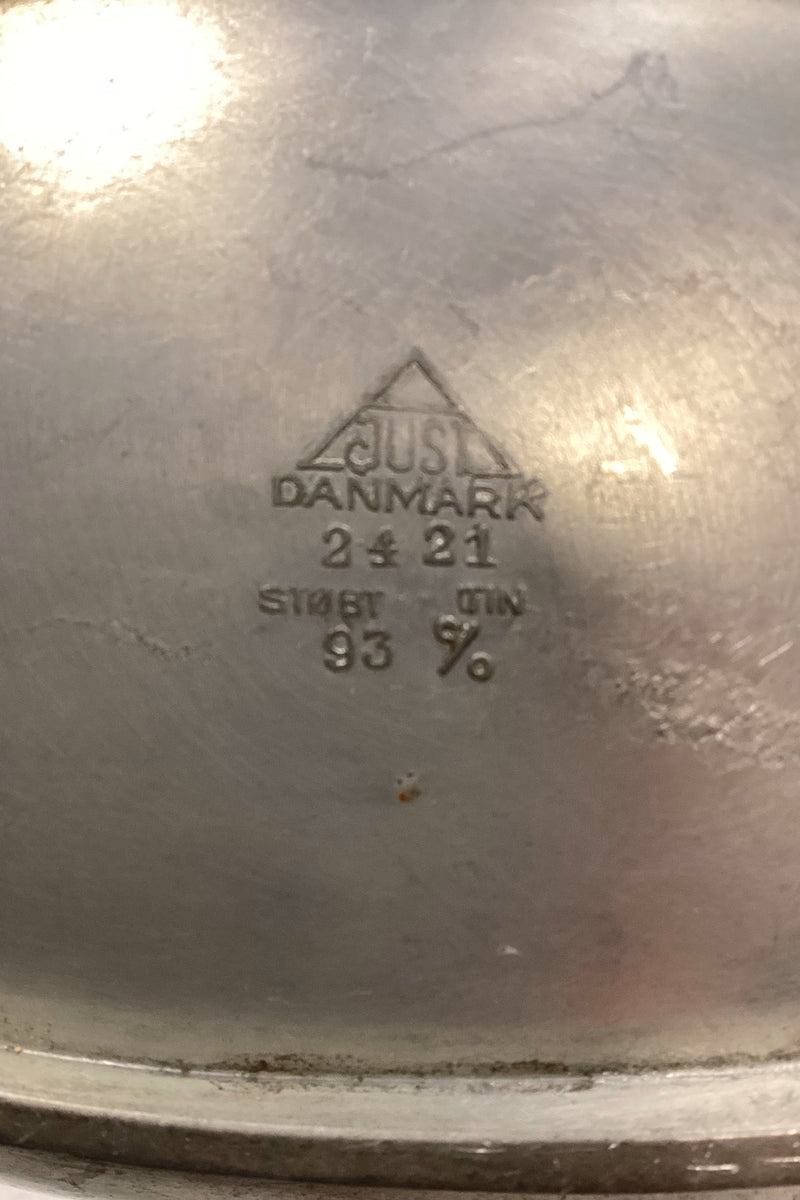 JUST
DANMARK
2421
STØBT TIN
93 %